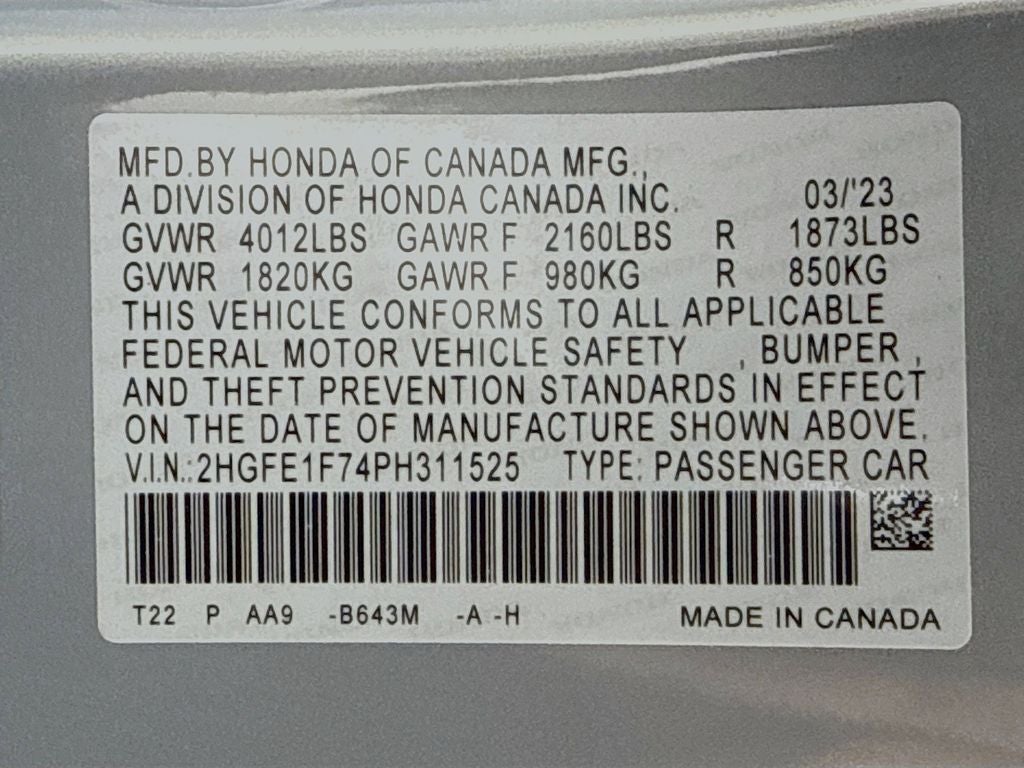 MFD.BY HONDA OF CANADA MFG.,
A DIVISION OF HONDA CANADA INC. 03/'23
GVWR 4012LBS GAWR F 2160LBS R 1873LBS
GVWR 1820KG GAWR F 980KG R 850KG
THIS VEHICLE CONFORMS TO ALL APPLICABLE
FEDERAL MOTOR VEHICLE SAFETY , BUMPER ,
AND THEFT PREVENTION STANDARDS IN EFFECT
ON THE DATE OF MANUFACTURE SHOWN ABOVE.
V.I.N.:2HGFE1F74PH311525 TYPE: PASSENGER CAR
T22 P AA9 -B643M -A -H MADE IN CANADA